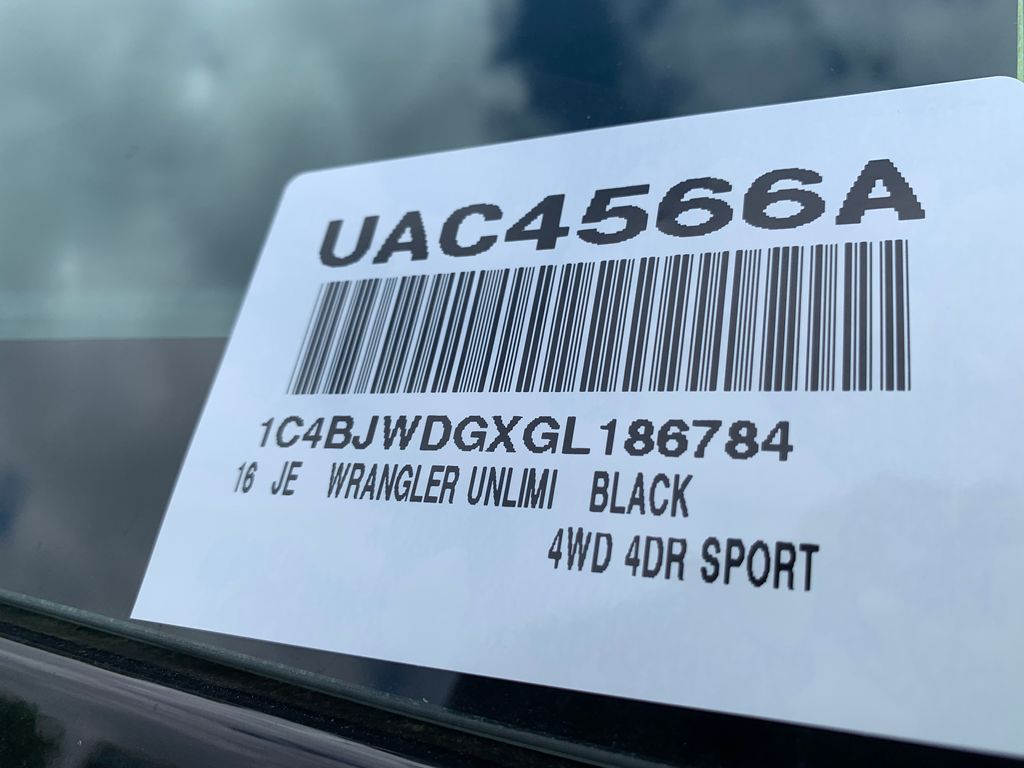 UAC4566A
1C4BJWDGXGL186784
16 JE WRANGLER UNLIMI BLACK
4WD 4DR SPORT